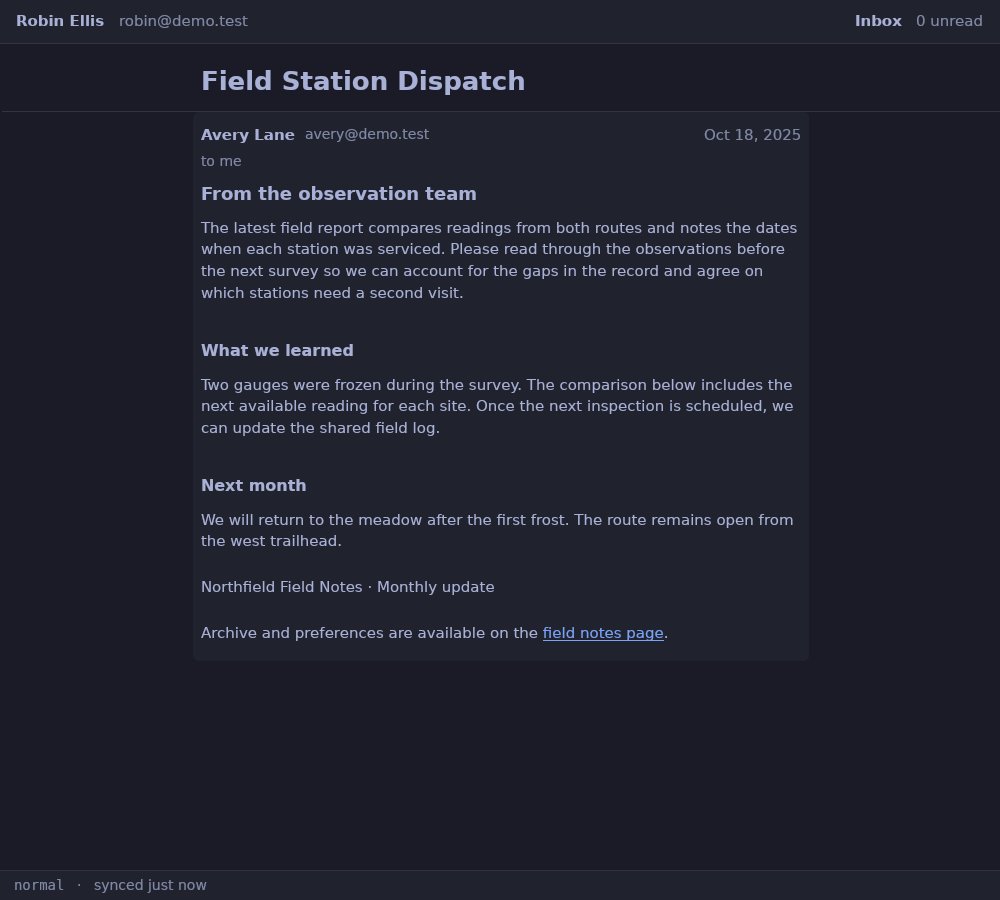 Robin Ellis robin@demo.test Inbox 0 unread
Field Station Dispatch
Avery Lane avery@demo.test Oct 18, 2025
to me
From the observation team
The latest field report compares readings from both routes and notes the dates
when each station was serviced. Please read through the observations before
the next survey so we can account for the gaps in the record and agree on
which stations need a second visit.
What we learned
Two gauges were frozen during the survey. The comparison below includes the
next available reading for each site. Once the next inspection is scheduled, we
can update the shared field log.
Next month
We will return to the meadow after the first frost. The route remains open from
the west trailhead.
Northfield Field Notes · Monthly update
Archive and preferences are available on the field notes page.
normal · synced just now